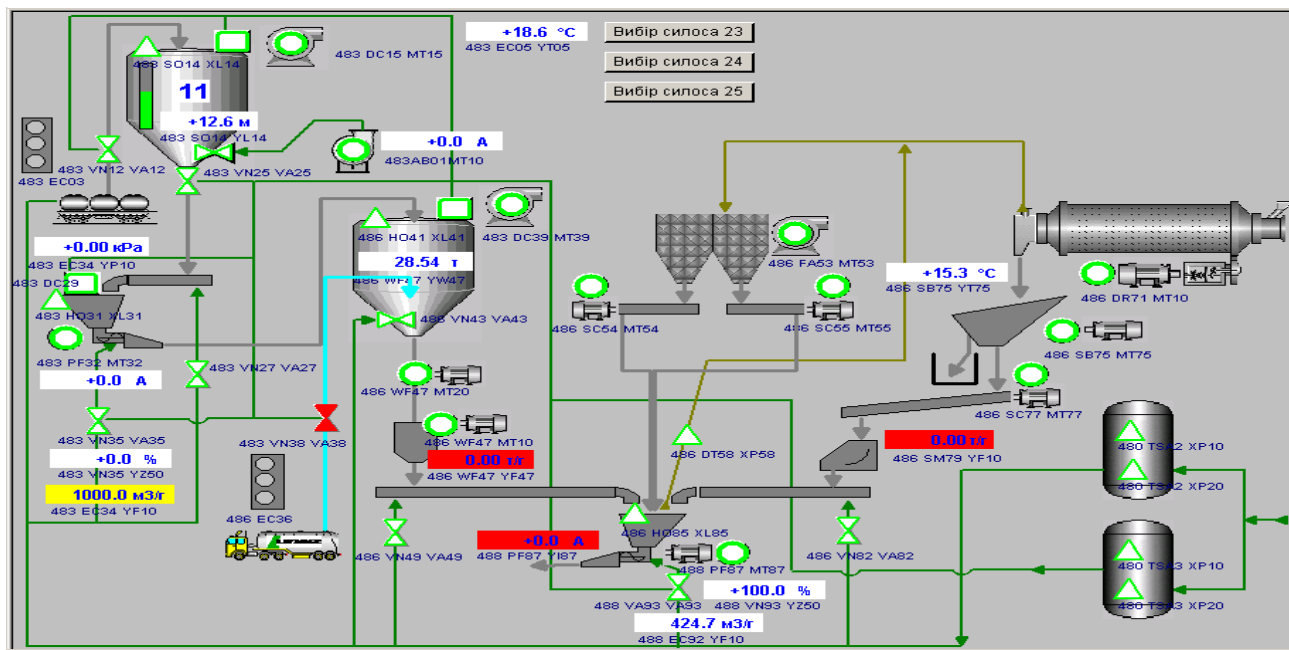 +18.6 °C
483 EC05 YT05
Вибір силоса 23
Вибір силоса 24
Вибір силоса 25
483 DC15 MT15
488 SO14 XL14
11
+12.6 м
483 SO14 YL14
483 EC03
483 VN12 VA12
483 VN25 VA25
+0.0 A
483AB01MT10
+0.00 kPa
483 EC34 YP10
483 DC29
483 HO31 XL31
483 PF32 MT32
+0.0 A
483 VN27 VA27
483 VN35 VA35
+0.0 %
483 VN35 YZ50
1000.0 м3/г
483 EC34 YF10
486 HO41 XL41
483 DC39 MT39
28.54 т
486 WF47 YW47
486 VN43 VA43
486 WF47 MT20
486 WF47 MT10
0.00 т/г
486 WF47 YF47
483 VN38 VA38
486 EC36
486 VN49 VA49
486 FA53 MT53
486 SC54 MT54
486 SC55 MT55
486 DT58 XP58
+15.3 °C
486 SB75 YT75
486 DR71 MT10
486 SB75 MT75
486 SC77 MT77
0.00 т/г
486 SM79 YF10
486 HO85 XL85
+0.0 A
488 PF87 YI87
488 PF87 MT87
486 VN82 VA82
+100.0 %
488 VA93 VA93
488 VN93 YZ50
424.7 м3/г
488 EC92 YF10
480 TSA2 XP10
480 TSA2 XP20
480 TSA3 XP10
480 TSA3 XP20